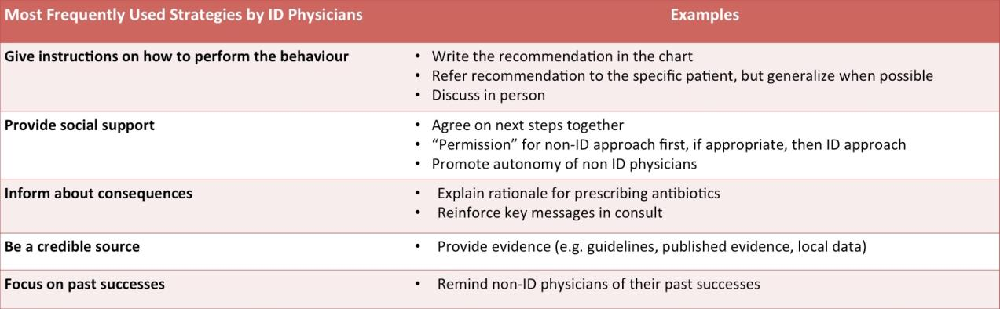 Most Frequently Used Strategies by ID Physicians Examples
Give instructions on how to perform the behaviour
• Write the recommendation in the chart
• Refer recommendation to the specific patient, but generalize when possible
• Discuss in person
Provide social support
• Agree on next steps together
• “Permission” for non-ID approach first, if appropriate, then ID approach
• Promote autonomy of non ID physicians
Inform about consequences
• Explain rationale for prescribing antibiotics
• Reinforce key messages in consult
Be a credible source
• Provide evidence (e.g. guidelines, published evidence, local data)
Focus on past successes
• Remind non-ID physicians of their past successes